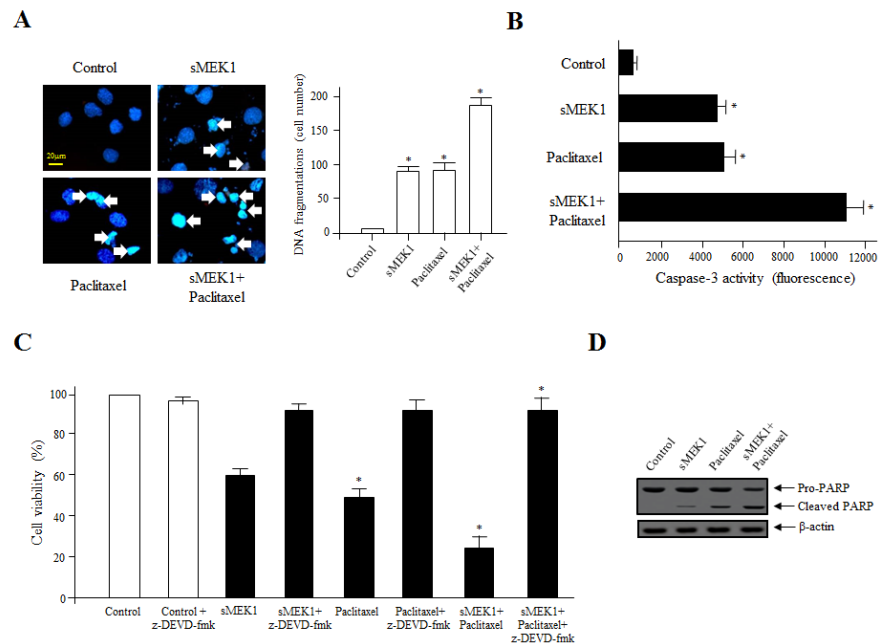 A
Control
sMEK1
20μm
Paclitaxel
sMEK1+
Paclitaxel
DNA fragmentations (cell number)
200
150
100
50
0
*
*
*
Control
sMEK1
Paclitaxel
sMEK1+
Paclitaxel
B
Control
sMEK1
Paclitaxel
sMEK1+
Paclitaxel
*
*
*
0
2000
4000
6000
8000
10000
12000
Caspase-3 activity (fluorescence)
C
Cell viability (%)
100
80
60
40
20
0
*
*
*
Control
Control +
z-DEVD-fmk
sMEK1
sMEK1+
z-DEVD-fmk
Paclitaxel
Paclitaxel+
z-DEVD-fmk
sMEK1+
Paclitaxel
sMEK1+
Paclitaxel+
z-DEVD-fmk
D
Control
sMEK1
Paclitaxel
sMEK1+
Paclitaxel
Pro-PARP
Cleaved PARP
β-actin